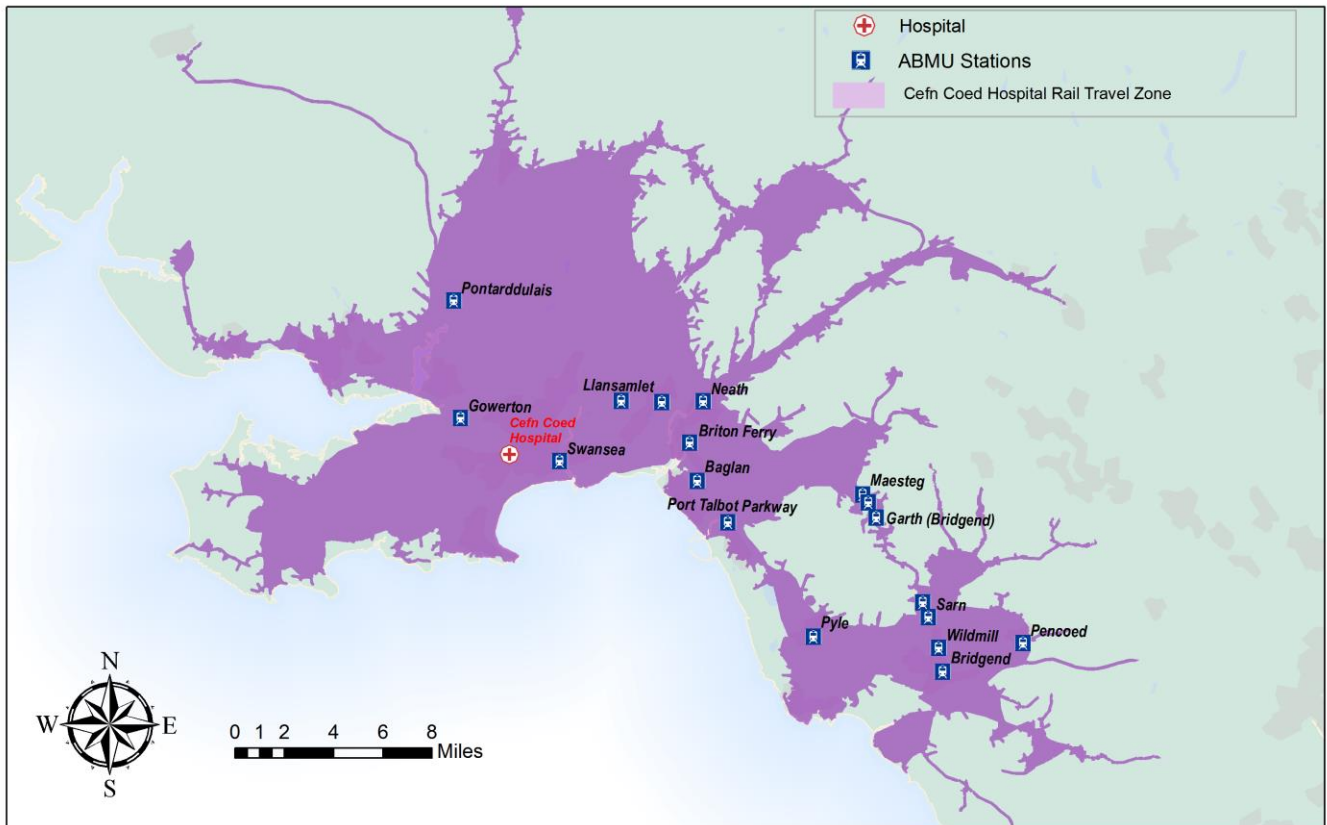 Hospital
ABMU Stations
Cefn Coed Hospital Rail Travel Zone
Pontarddulais
Llansamlet
Neath
Gowerton
Cefn Coed
Hospital
Briton Ferry
Swansea
Baglan
Maesteg
Port Talbot Parkway
Garth (Bridgend)
Sarn
Pyle
Wildmill
Pencoed
Bridgend
N
W E
S
0 1 2 4 6 8
Miles